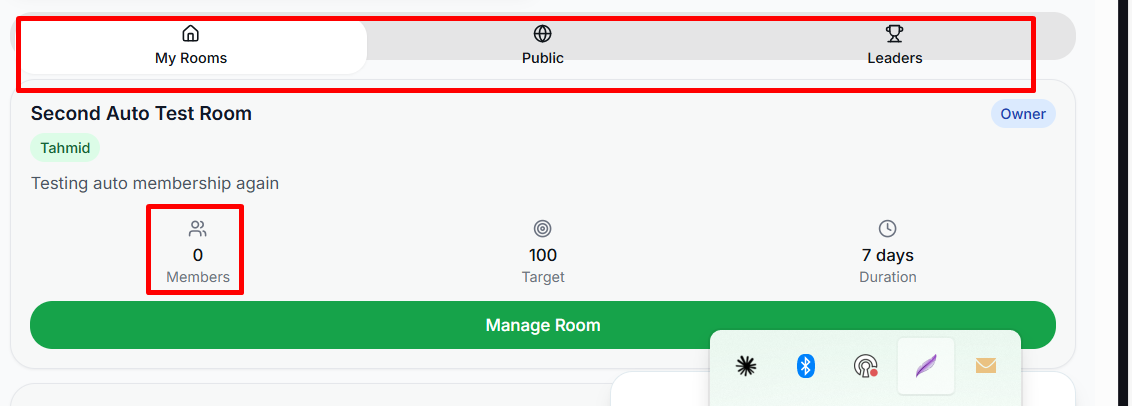 My Rooms
Public
Leaders
Second Auto Test Room
Owner
Tahmid
Testing auto membership again
0
100
7 days
Members
Target
Duration
Manage Room